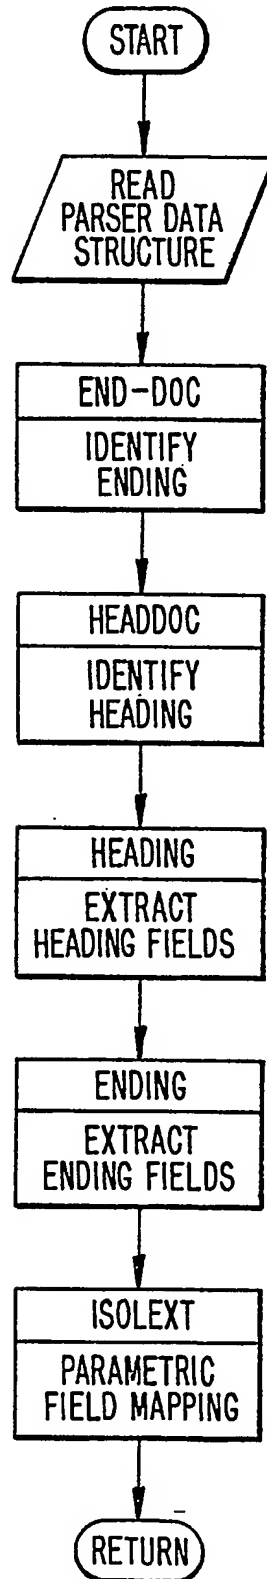 START
READ
PARSER DATA
STRUCTURE
END-DOC
IDENTIFY
ENDING
HEADDOC
IDENTIFY
HEADING
HEADING
EXTRACT
HEADING FIELDS
ENDING
EXTRACT
ENDING FIELDS
ISOLEXT
PARAMETRIC
FIELD MAPPING
RETURN